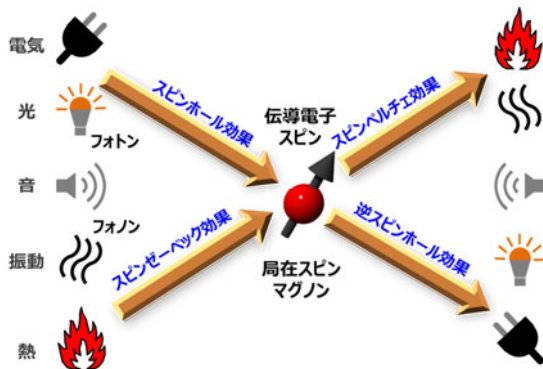 電気
光
フォトン
音
フォノン
振動
熱
スピンホール効果
スピンゼーベック効果
伝導電子
スピン
局在スピン
マグノン
スピンペルチェ効果
逆スピンホール効果